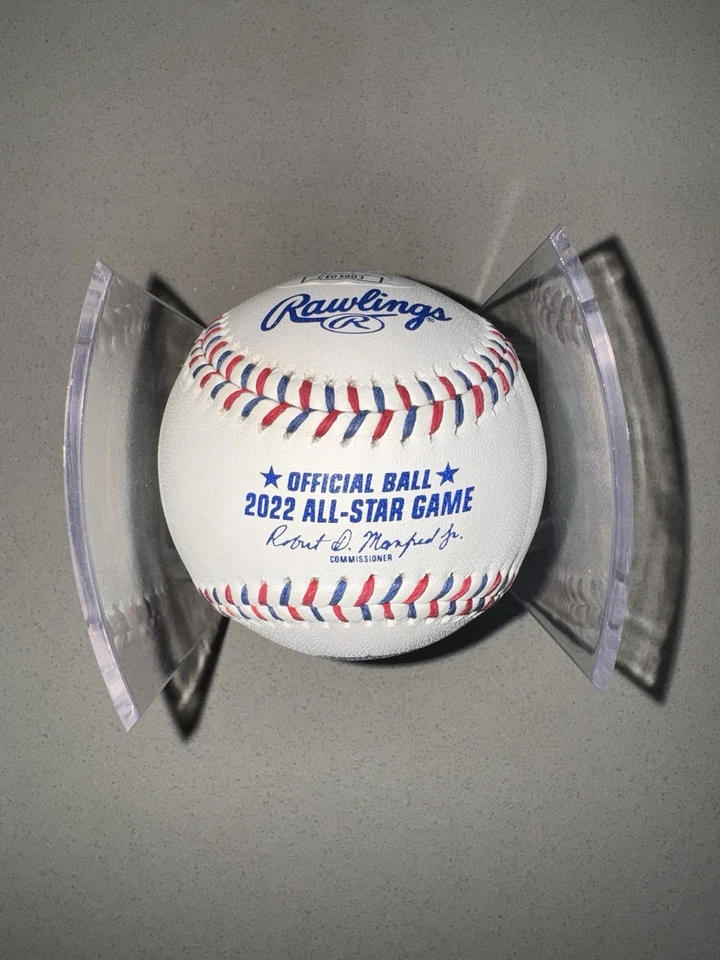 Rawlings®
R
★ OFFICIAL BALL ★
2022 ALL-STAR GAME
Robert D. Manfred Jr.
COMMISSIONER